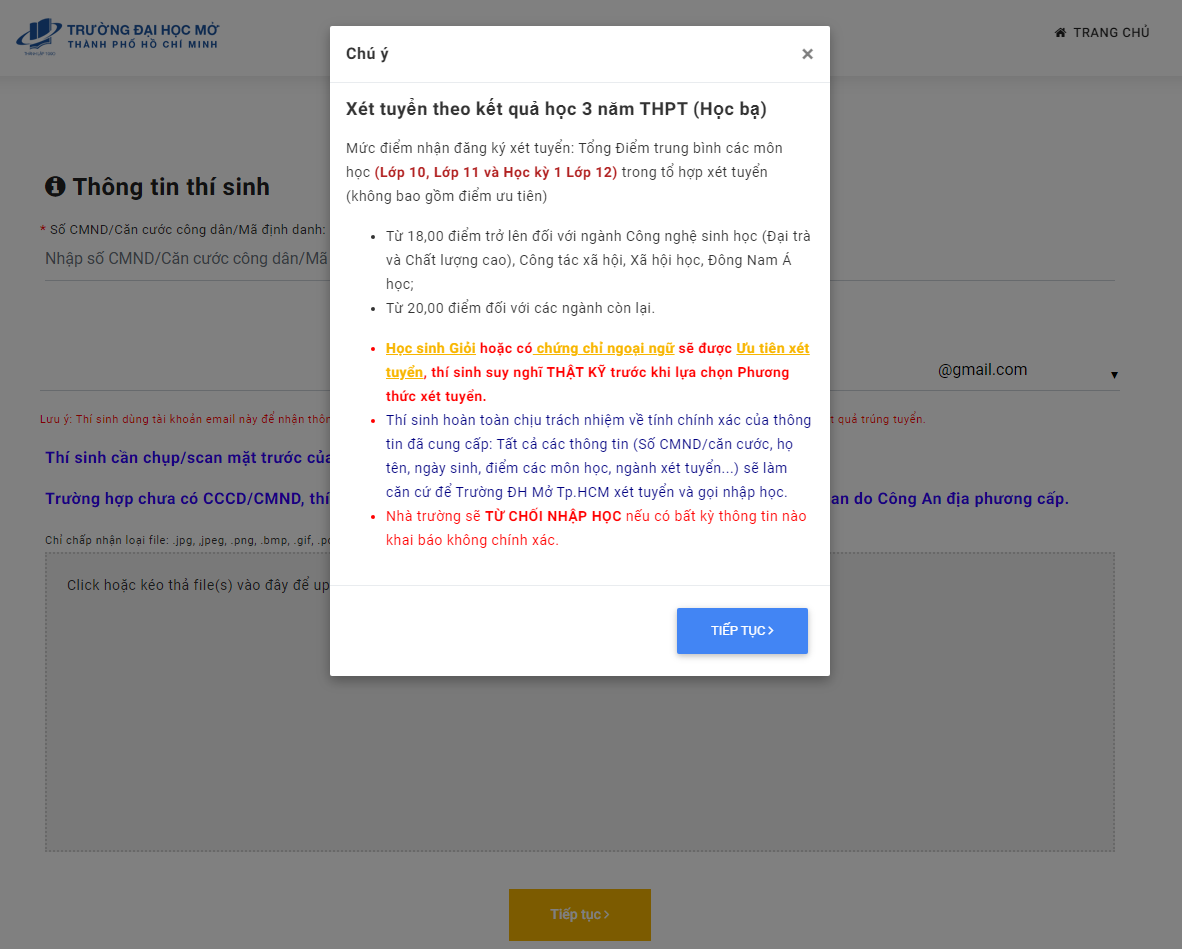 TRƯỜNG ĐẠI HỌC MỞ
THÀNH PHỐ HỒ CHÍ MINH
TRANG CHỦ
Chú ý
×
Xét tuyển theo kết quả học 3 năm THPT (Học bạ)
Mức điểm nhận đăng ký xét tuyển: Tổng Điểm trung bình các môn
học (Lớp 10, Lớp 11 và Học kỳ 1 Lớp 12) trong tổ hợp xét tuyển
(không bao gồm điểm ưu tiên)
• Từ 18,00 điểm trở lên đối với ngành Công nghệ sinh học (Đại trà
và Chất lượng cao), Công tác xã hội, Xã hội học, Đông Nam Á
học;
• Từ 20,00 điểm đối với các ngành còn lại.
• Học sinh Giỏi hoặc có chứng chỉ ngoại ngữ sẽ được Ưu tiên xét
tuyển, thí sinh suy nghĩ THẬT KỸ trước khi lựa chọn Phương
thức xét tuyển.
• Thí sinh hoàn toàn chịu trách nhiệm về tính chính xác của thông
tin đã cung cấp: Tất cả các thông tin (Số CMND/căn cước, họ
tên, ngày sinh, điểm các môn học, ngành xét tuyển...) sẽ làm
căn cứ để Trường ĐH Mở Tp.HCM xét tuyển và gọi nhập học.
• Nhà trường sẽ TỪ CHỐI NHẬP HỌC nếu có bất kỳ thông tin nào
khai báo không chính xác.
TIẾP TỤC >
Thông tin thí sinh
* Số CMND/Căn cước công dân/Mã định danh:
Nhập số CMND/Căn cước công dân/Mã
@gmail.com
Lưu ý: Thí sinh dùng tài khoản email này để nhận thôn t quả trúng tuyển.
Thí sinh cần chụp/scan mặt trước của
Trường hợp chưa có CCCD/CMND, thí an do Công An địa phương cấp.
Chỉ chấp nhận loại file: .jpg, .jpeg, .png, .bmp, .gif, .pd
Click hoặc kéo thả file(s) vào đây để up
Tiếp tục >